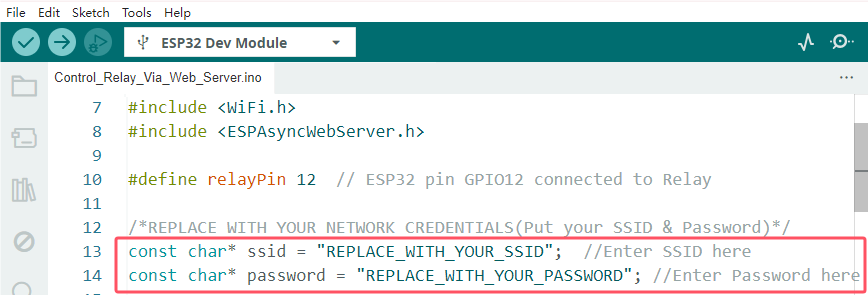 File Edit Sketch Tools Help
ESP32 Dev Module
Control_Relay_Via_Web_Server.ino ...
7 #include <WiFi.h>
8 #include <ESPAsyncWebServer.h>
9
10 #define relayPin 12 // ESP32 pin GPIO12 connected to Relay
11
12 /*REPLACE WITH YOUR NETWORK CREDENTIALS(Put your SSID & Password)*/
13 const char* ssid = "REPLACE_WITH_YOUR_SSID"; //Enter SSID here
14 const char* password = "REPLACE_WITH_YOUR_PASSWORD"; //Enter Password here